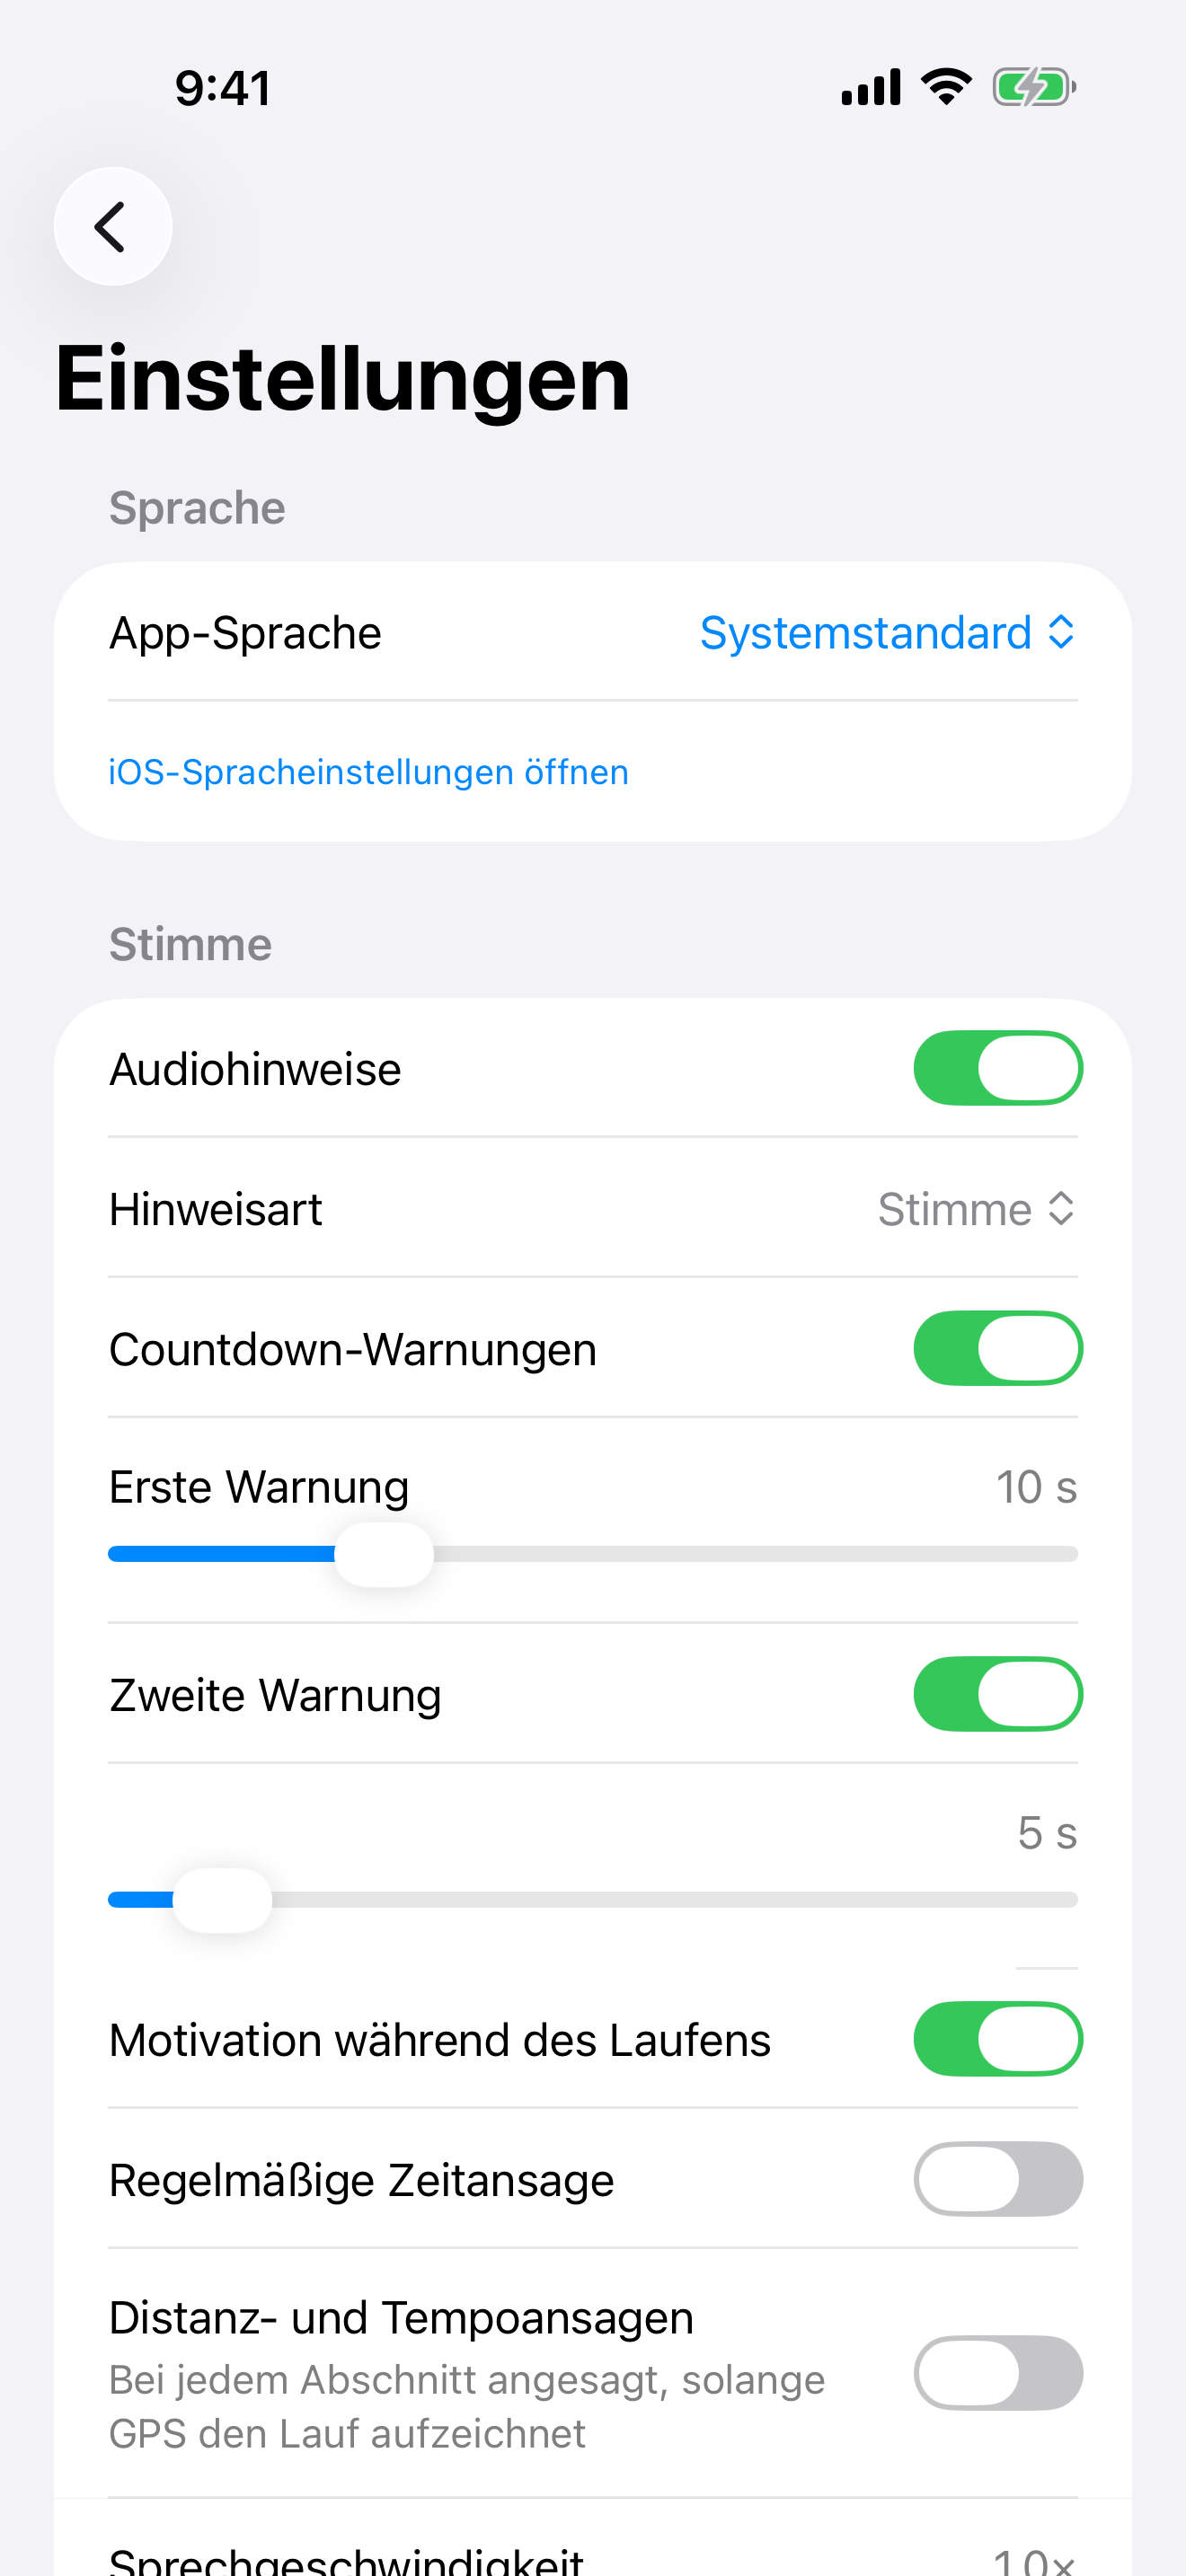 9:41
Einstellungen
Sprache
App-Sprache Systemstandard
iOS-Spracheinstellungen öffnen
Stimme
Audiohinweise
Hinweisart Stimme
Countdown-Warnungen
Erste Warnung 10 s
Zweite Warnung
5 s
Motivation während des Laufens
Regelmäßige Zeitansage
Distanz- und Tempoansagen
Bei jedem Abschnitt angesagt, solange
GPS den Lauf aufzeichnet
Sprechgeschwindigkeit 1.0×